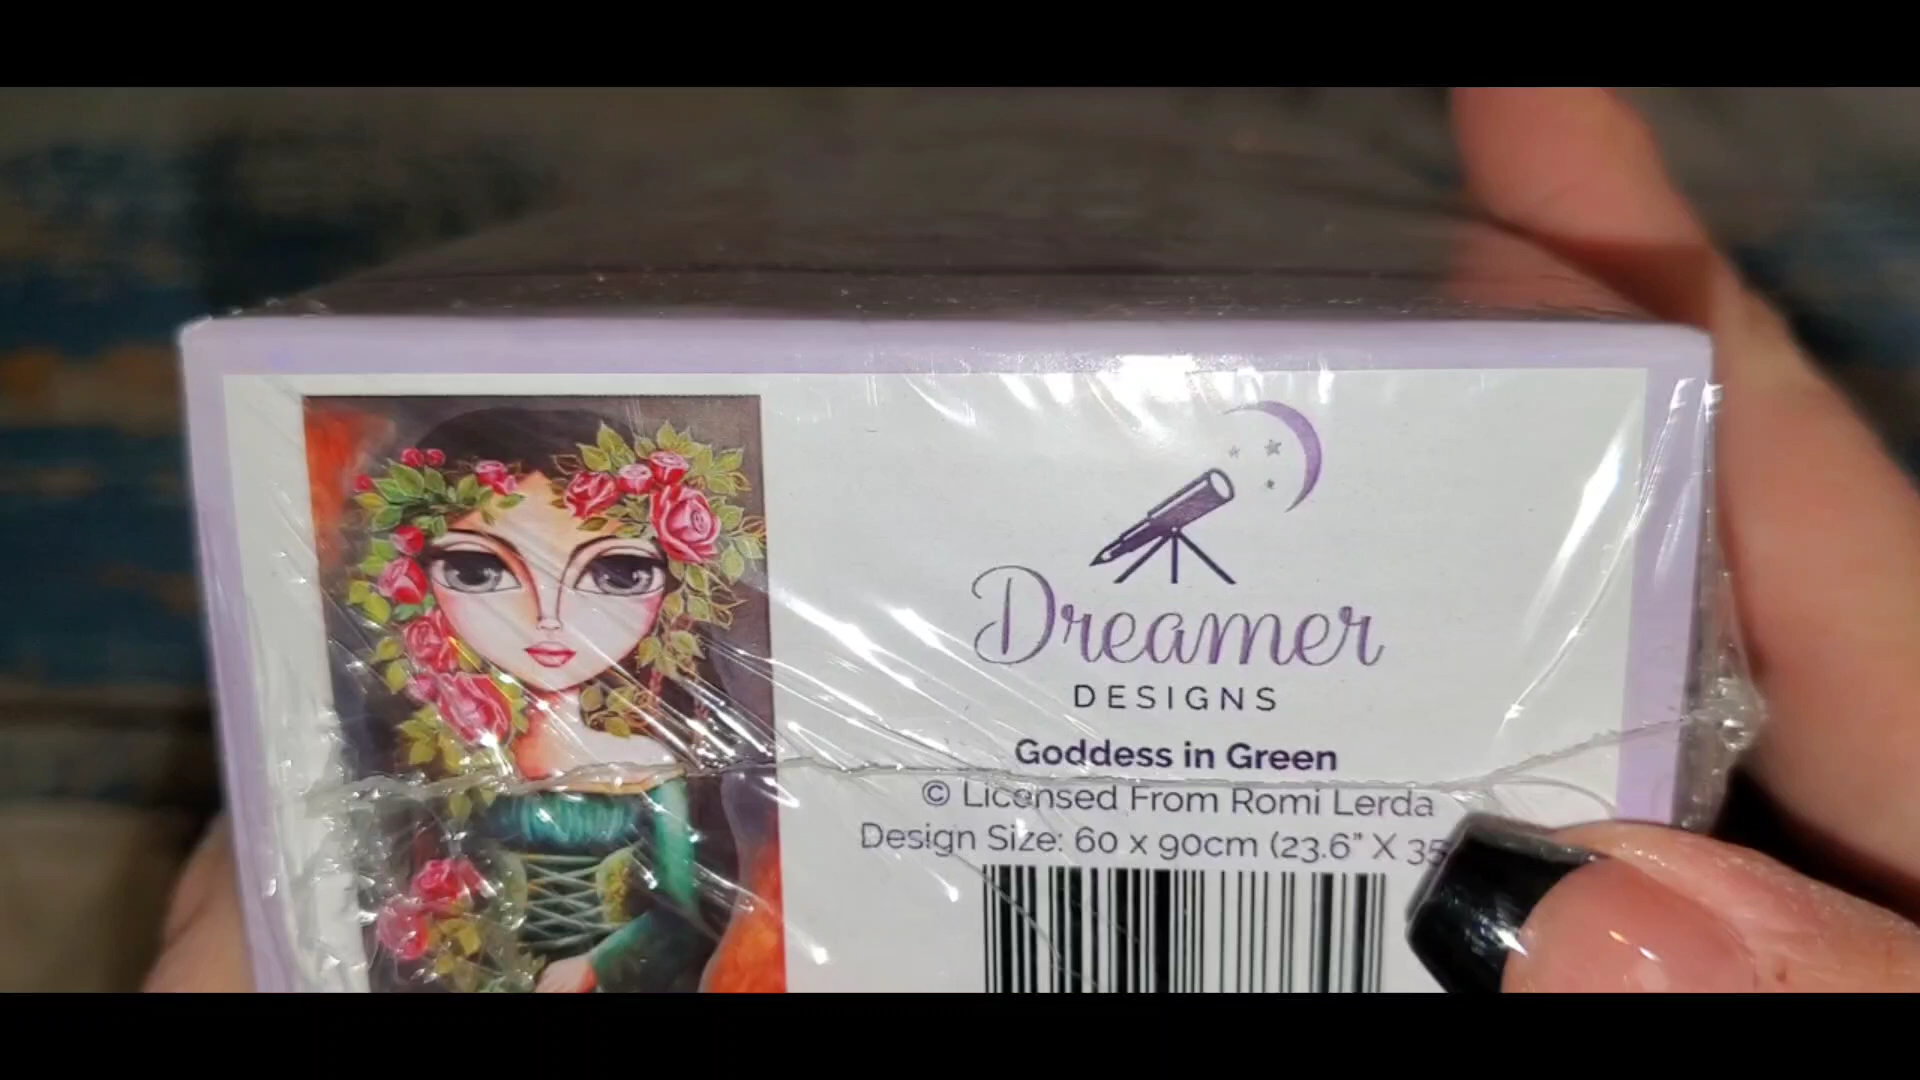 Dreamer
DESIGNS
Goddess in Green
© Licensed From Romi Lerda
Design Size: 60 x 90cm (23.6" X 35